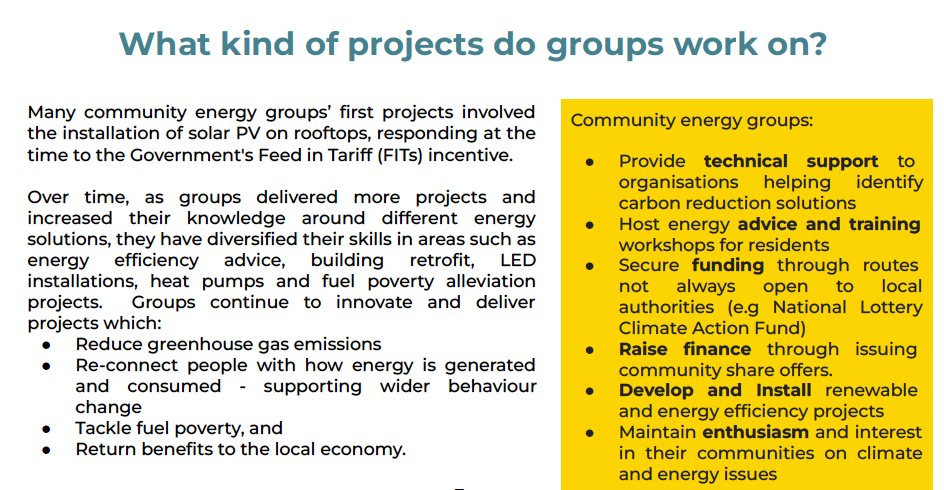 What kind of projects do groups work on?
Many community energy groups’ first projects involved
the installation of solar PV on rooftops, responding at the
time to the Government's Feed in Tariff (FITs) incentive.
Over time, as groups delivered more projects and
increased their knowledge around different energy
solutions, they have diversified their skills in areas such as
energy efficiency advice, building retrofit, LED
installations, heat pumps and fuel poverty alleviation
projects. Groups continue to innovate and deliver
projects which:
● Reduce greenhouse gas emissions
● Re-connect people with how energy is generated
and consumed - supporting wider behaviour
change
● Tackle fuel poverty, and
● Return benefits to the local economy.
Community energy groups:
● Provide technical support to
organisations helping identify
carbon reduction solutions
● Host energy advice and training
workshops for residents
● Secure funding through routes
not always open to local
authorities (e.g National Lottery
Climate Action Fund)
● Raise finance through issuing
community share offers.
● Develop and Install renewable
and energy efficiency projects
● Maintain enthusiasm and interest
in their communities on climate
and energy issues